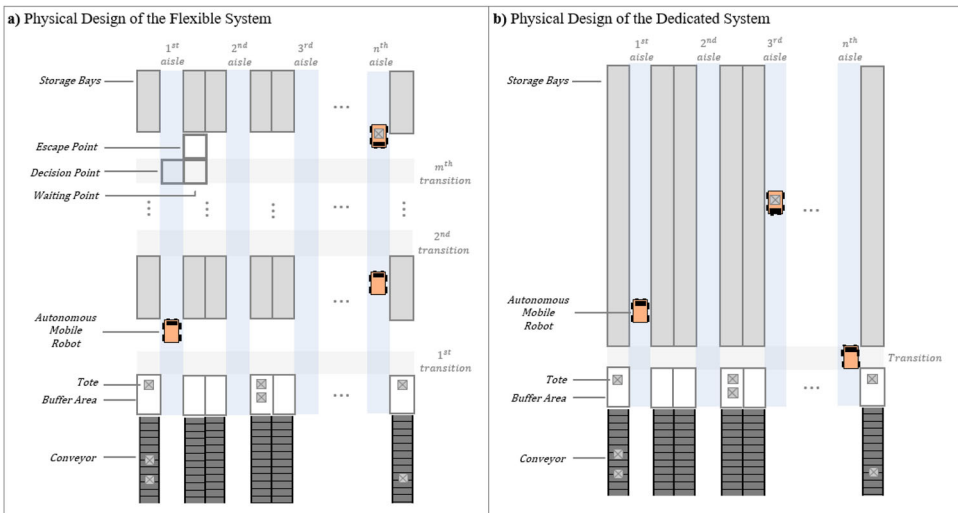 a) Physical Design of the Flexible System
1st aisle
2nd aisle
3rd aisle
nth aisle
Storage Bays
Escape Point
Decision Point
Waiting Point
mth transition
2nd transition
Autonomous
Mobile
Robot
1st transition
Tote
Buffer Area
Conveyor
...
b) Physical Design of the Dedicated System
1st aisle
2nd aisle
3rd aisle
nth aisle
Storage Bays
...
Autonomous
Mobile
Robot
Transition
Tote
Buffer Area
...
Conveyor